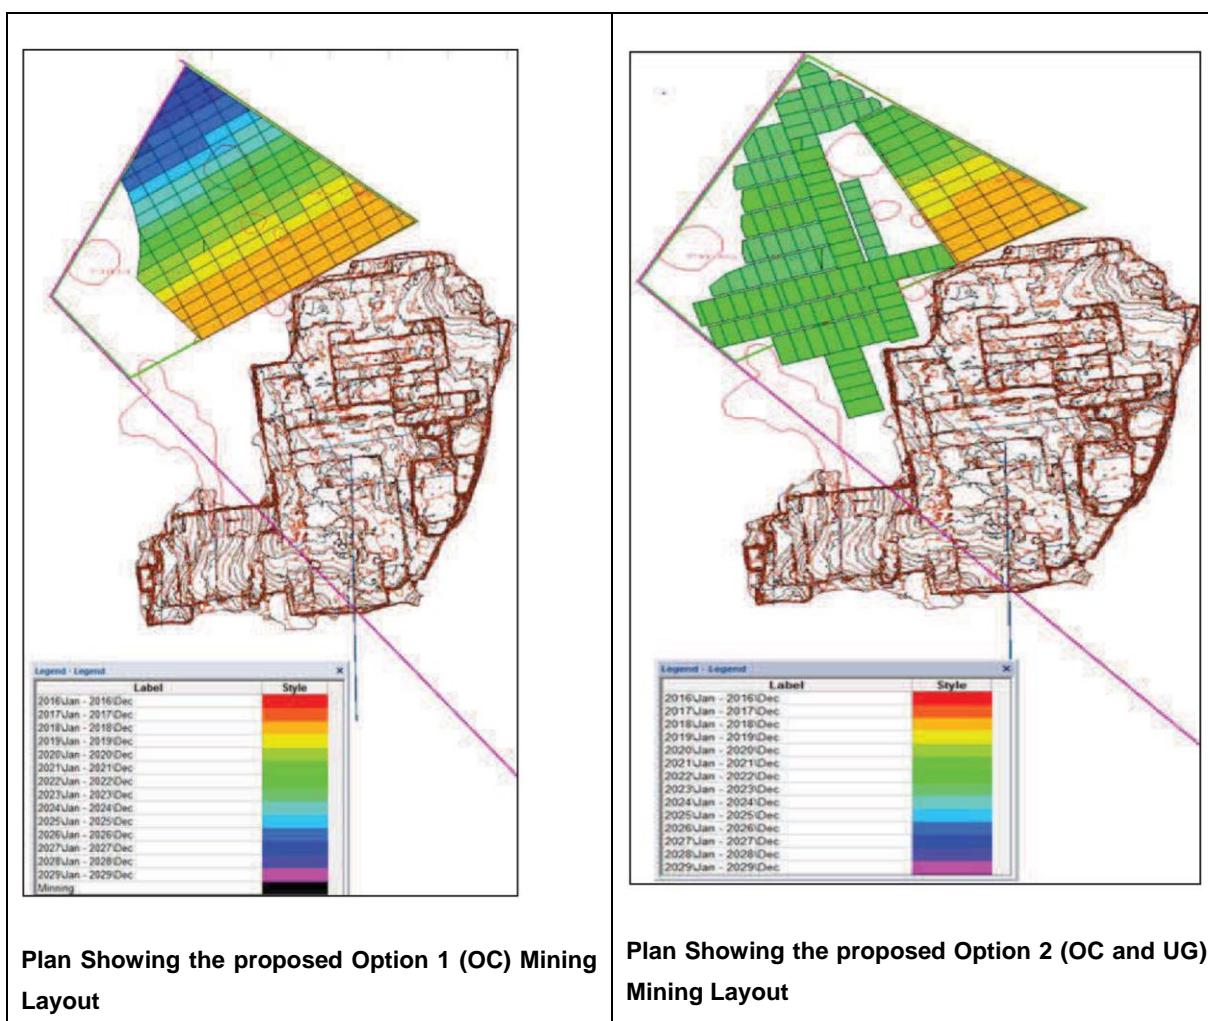 Legend - Legend
Label Style
2016\Jan - 2016\Dec
2017\Jan - 2017\Dec
2018\Jan - 2018\Dec
2019\Jan - 2019\Dec
2020\Jan - 2020\Dec
2021\Jan - 2021\Dec
2022\Jan - 2022\Dec
2023\Jan - 2023\Dec
2024\Jan - 2024\Dec
2025\Jan - 2025\Dec
2026\Jan - 2026\Dec
2027\Jan - 2027\Dec
2028\Jan - 2028\Dec
2029\Jan - 2029\Dec
Minning
Plan Showing the proposed Option 1 (OC) Mining
Layout
Legend - Legend
Label Style
2016\Jan - 2016\Dec
2017\Jan - 2017\Dec
2018\Jan - 2018\Dec
2019\Jan - 2019\Dec
2020\Jan - 2020\Dec
2021\Jan - 2021\Dec
2022\Jan - 2022\Dec
2023\Jan - 2023\Dec
2024\Jan - 2024\Dec
2025\Jan - 2025\Dec
2026\Jan - 2026\Dec
2027\Jan - 2027\Dec
2028\Jan - 2028\Dec
2029\Jan - 2029\Dec
Plan Showing the proposed Option 2 (OC and UG)
Mining Layout